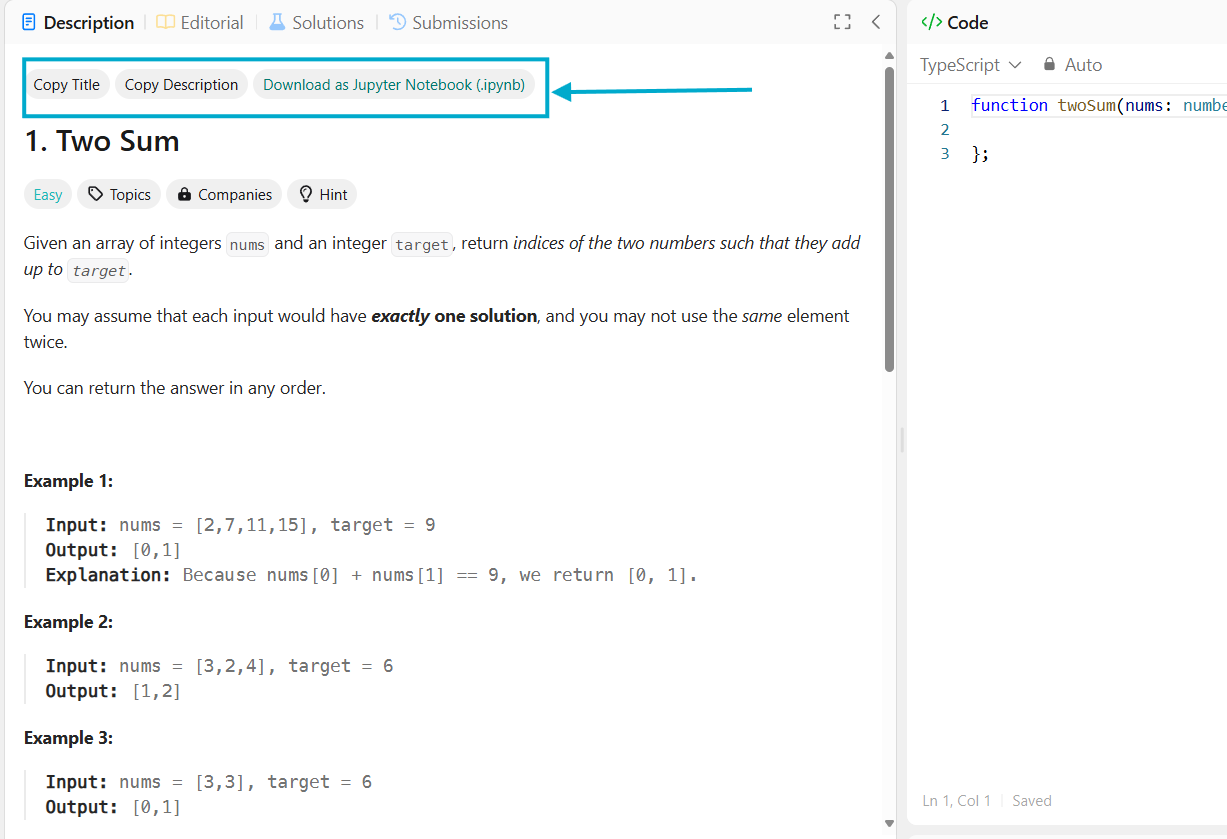 Description Editorial Solutions Submissions
Copy Title Copy Description Download as Jupyter Notebook (.ipynb)
1. Two Sum
Easy Topics Companies Hint
Given an array of integers nums and an integer target, return indices of the two numbers such that they add
up to target.
You may assume that each input would have exactly one solution, and you may not use the same element
twice.
You can return the answer in any order.
Example 1:
Input: nums = [2,7,11,15], target = 9
Output: [0,1]
Explanation: Because nums[0] + nums[1] == 9, we return [0, 1].
Example 2:
Input: nums = [3,2,4], target = 6
Output: [1,2]
Example 3:
Input: nums = [3,3], target = 6
Output: [0,1]
</> Code
TypeScript Auto
1 function twoSum(nums: numbe
2
3 };
Ln 1, Col 1 Saved